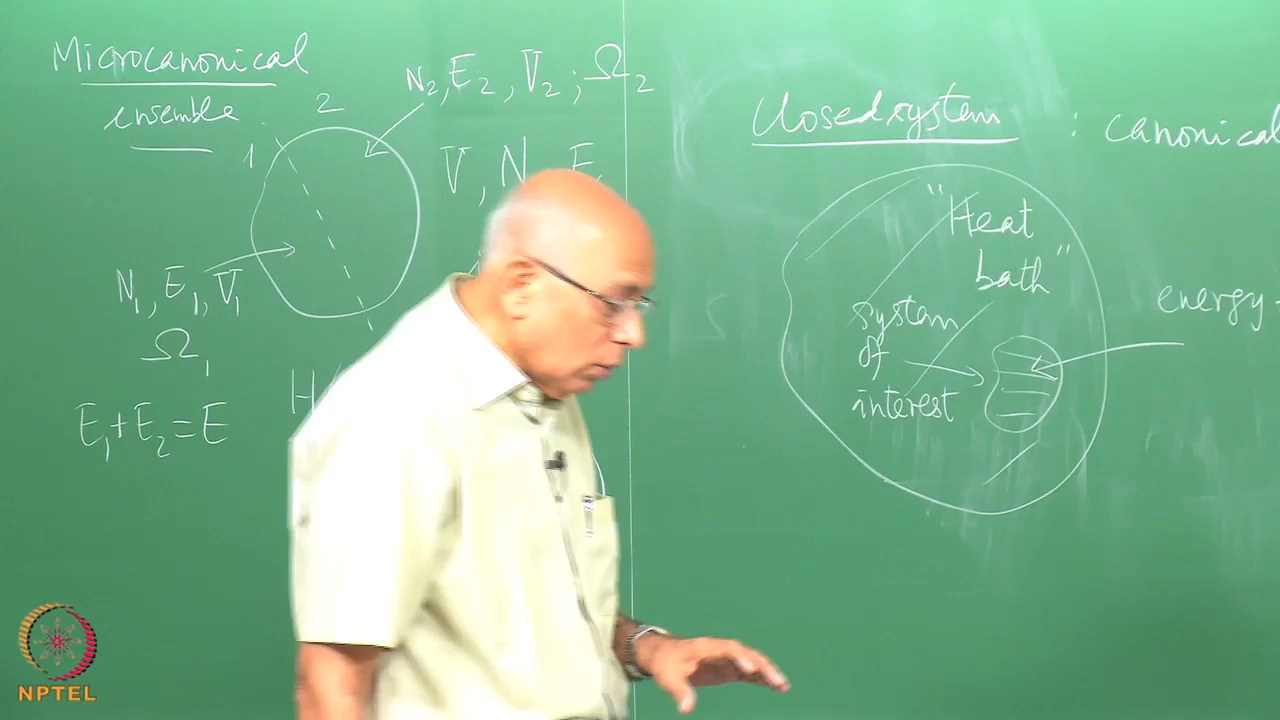 Microcanonical
ensemble
1
2
N₂, E₂, V₂; Ω₂
V, N, E
N₁, E₁, V₁
Ω₁
E₁+E₂=E
H
Closed system : canonical
"Heat
bath"
system
of
interest
energy
NPTEL